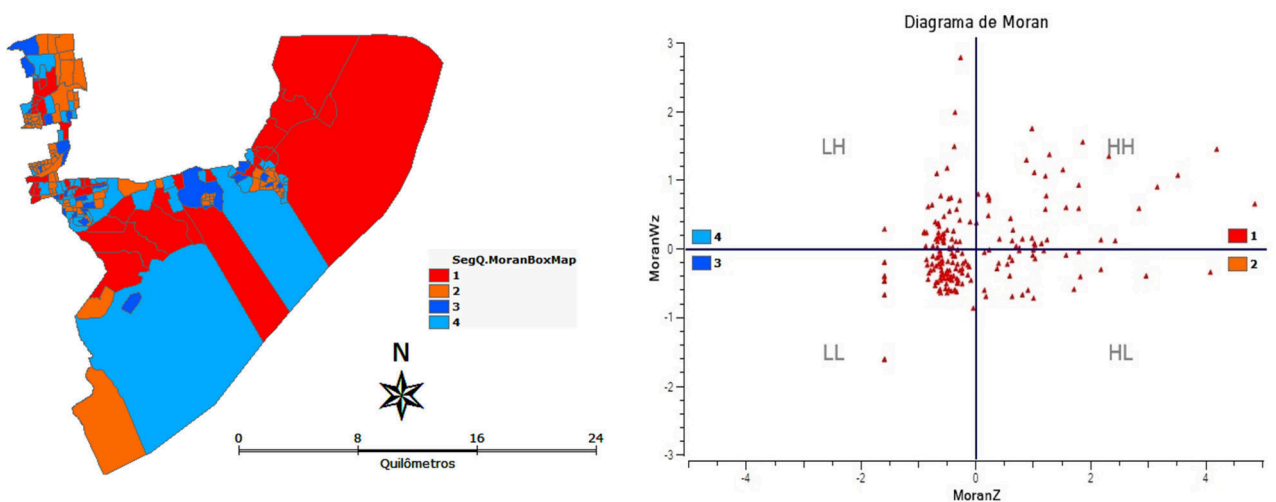 SegQ.MoranBoxMap
1
2
3
4
N
0 8 16 24
Quilômetros
Diagrama de Moran
3
2
1
0
-1
-2
-3
MoranWz
LH
HH
4
3
1
2
LL
HL
-4 -2 0 2 4
MoranZ